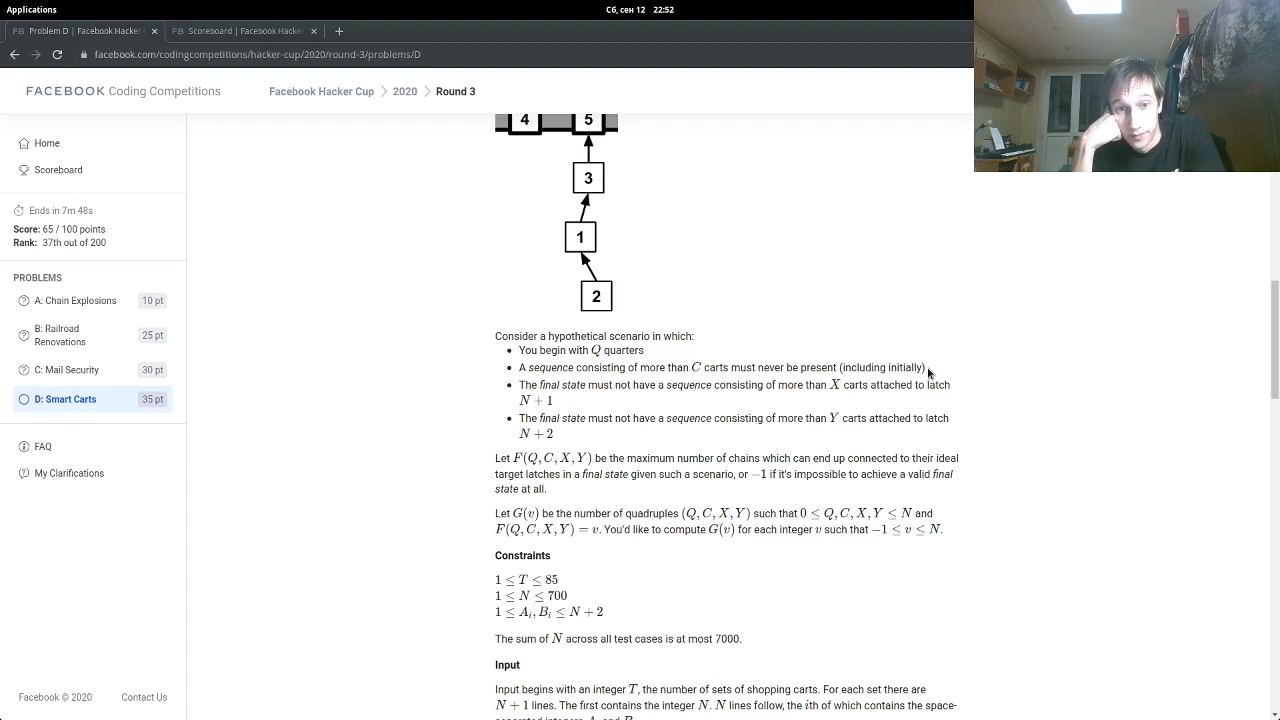 Applications
Сб, сен 12 22:52
Problem D | Facebook Hacker
Scoreboard | Facebook Hacker
facebook.com/codingcompetitions/hacker-cup/2020/round-3/problems/D
FACEBOOK Coding Competitions
Facebook Hacker Cup > 2020 > Round 3
Home
Scoreboard
Ends in 7m 48s
Score: 65 / 100 points
Rank: 37th out of 200
PROBLEMS
A: Chain Explosions 10 pt
B: Railroad Renovations 25 pt
C: Mail Security 30 pt
D: Smart Carts 35 pt
FAQ
My Clarifications
Facebook © 2020 Contact Us
4 5
3
1
2
Consider a hypothetical scenario in which:
• You begin with Q quarters
• A sequence consisting of more than C carts must never be present (including initially)
• The final state must not have a sequence consisting of more than X carts attached to latch
N + 1
• The final state must not have a sequence consisting of more than Y carts attached to latch
N + 2
Let F(Q, C, X, Y) be the maximum number of chains which can end up connected to their ideal
target latches in a final state given such a scenario, or −1 if it's impossible to achieve a valid final
state at all.
Let G(v) be the number of quadruples (Q, C, X, Y) such that 0 ≤ Q, C, X, Y ≤ N and
F(Q, C, X, Y) = v. You'd like to compute G(v) for each integer v such that −1 ≤ v ≤ N.
Constraints
1 ≤ T ≤ 85
1 ≤ N ≤ 700
1 ≤ Ai, Bi ≤ N + 2
The sum of N across all test cases is at most 7000.
Input
Input begins with an integer T, the number of sets of shopping carts. For each set there are
N + 1 lines. The first contains the integer N. N lines follow, the ith of which contains the space-
separated integers Ai and Bi.